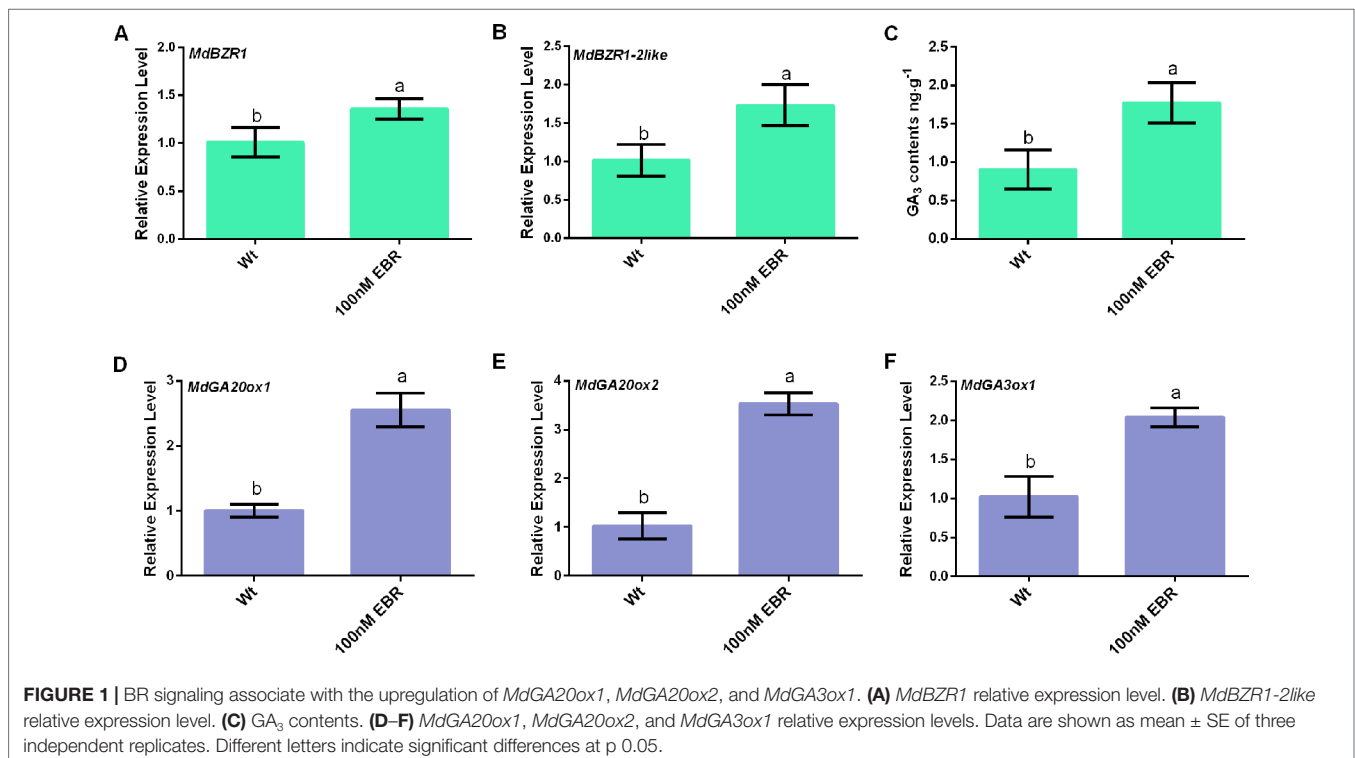 A
MdBZR1
Relative Expression Level
2.0
1.5
1.0
0.5
0.0
b
a
Wt
100nM EBR
B
MdBZR1-2like
Relative Expression Level
2.5
2.0
1.5
1.0
0.5
0.0
b
a
Wt
100nM EBR
C
GA3 contents ng·g-1
2.5
2.0
1.5
1.0
0.5
0.0
b
a
Wt
100nM EBR
D
MdGA20ox1
Relative Expression Level
3
2
1
0
b
a
Wt
100nM EBR
E
MdGA20ox2
Relative Expression Level
4
3
2
1
0
b
a
Wt
100nM EBR
F
MdGA3ox1
Relative Expression Level
2.5
2.0
1.5
1.0
0.5
0.0
b
a
Wt
100nM EBR
FIGURE 1 | BR signaling associate with the upregulation of MdGA20ox1, MdGA20ox2, and MdGA3ox1. (A) MdBZR1 relative expression level. (B) MdBZR1-2like
relative expression level. (C) GA3 contents. (D–F) MdGA20ox1, MdGA20ox2, and MdGA3ox1 relative expression levels. Data are shown as mean ± SE of three
independent replicates. Different letters indicate significant differences at p 0.05.